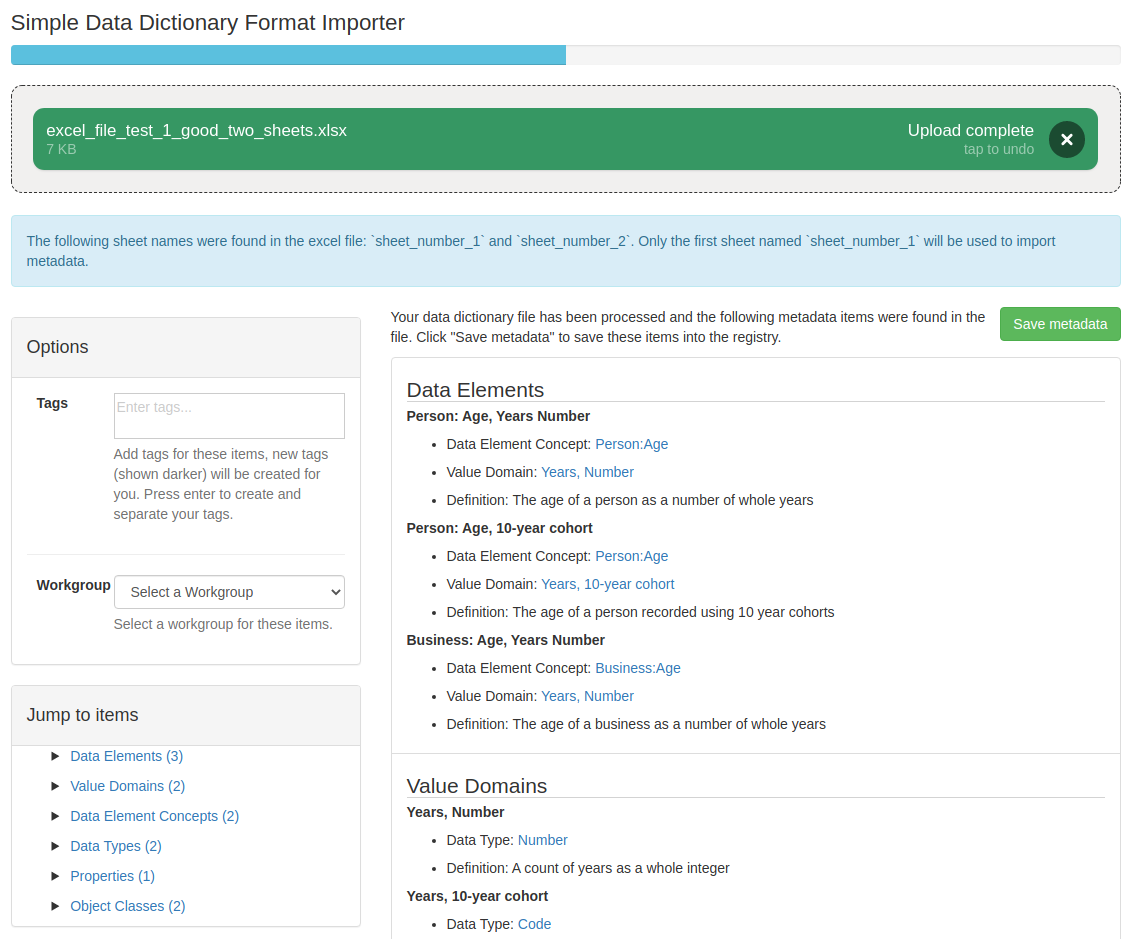 Simple Data Dictionary Format Importer
excel_file_test_1_good_two_sheets.xlsx
7 KB
Upload complete
tap to undo
The following sheet names were found in the excel file: `sheet_number_1` and `sheet_number_2`. Only the first sheet named `sheet_number_1` will be used to import
metadata.
Options
Tags
Enter tags...
Add tags for these items, new tags
(shown darker) will be created for
you. Press enter to create and
separate your tags.
Workgroup
Select a Workgroup
Select a workgroup for these items.
Jump to items
Data Elements (3)
Value Domains (2)
Data Element Concepts (2)
Data Types (2)
Properties (1)
Object Classes (2)
Your data dictionary file has been processed and the following metadata items were found in the
file. Click "Save metadata" to save these items into the registry.
Save metadata
Data Elements
Person: Age, Years Number
• Data Element Concept: Person:Age
• Value Domain: Years, Number
• Definition: The age of a person as a number of whole years
Person: Age, 10-year cohort
• Data Element Concept: Person:Age
• Value Domain: Years, 10-year cohort
• Definition: The age of a person recorded using 10 year cohorts
Business: Age, Years Number
• Data Element Concept: Business:Age
• Value Domain: Years, Number
• Definition: The age of a business as a number of whole years
Value Domains
Years, Number
• Data Type: Number
• Definition: A count of years as a whole integer
Years, 10-year cohort
• Data Type: Code